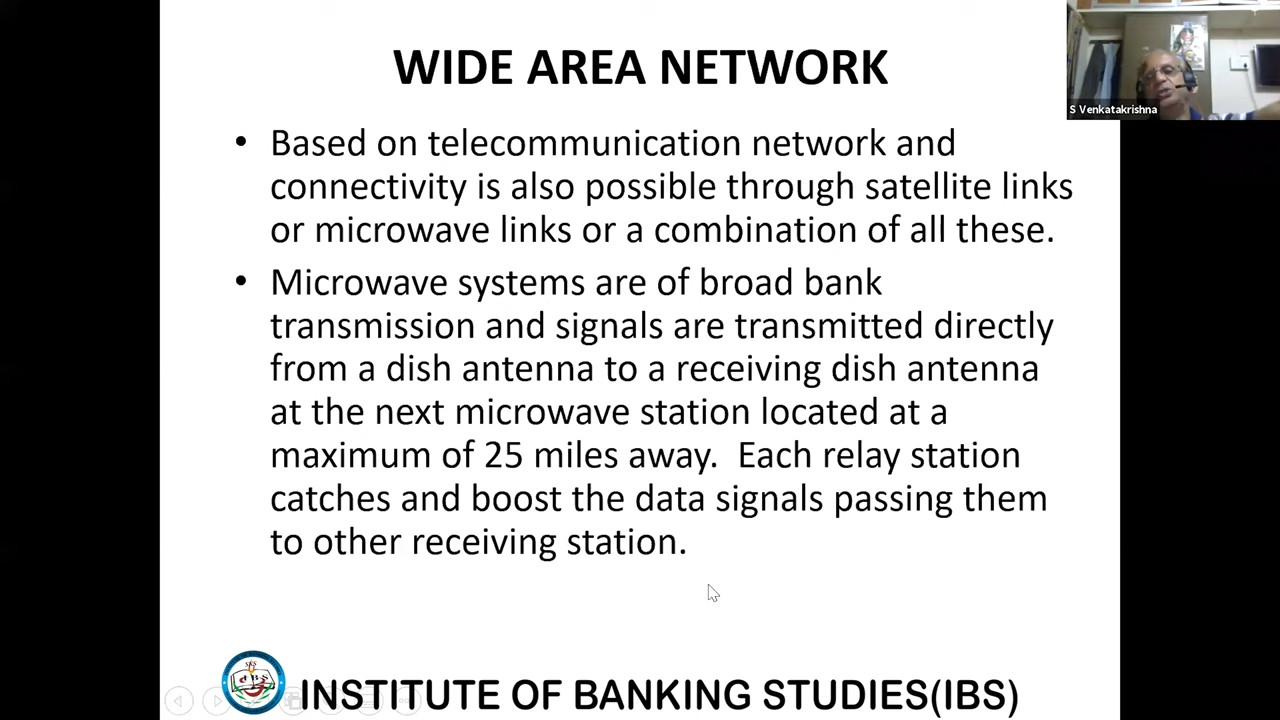 WIDE AREA NETWORK
S Venkatakrishna
• Based on telecommunication network and
connectivity is also possible through satellite links
or microwave links or a combination of all these.
• Microwave systems are of broad bank
transmission and signals are transmitted directly
from a dish antenna to a receiving dish antenna
at the next microwave station located at a
maximum of 25 miles away.  Each relay station
catches and boost the data signals passing them
to other receiving station.
INSTITUTE OF BANKING STUDIES(IBS)